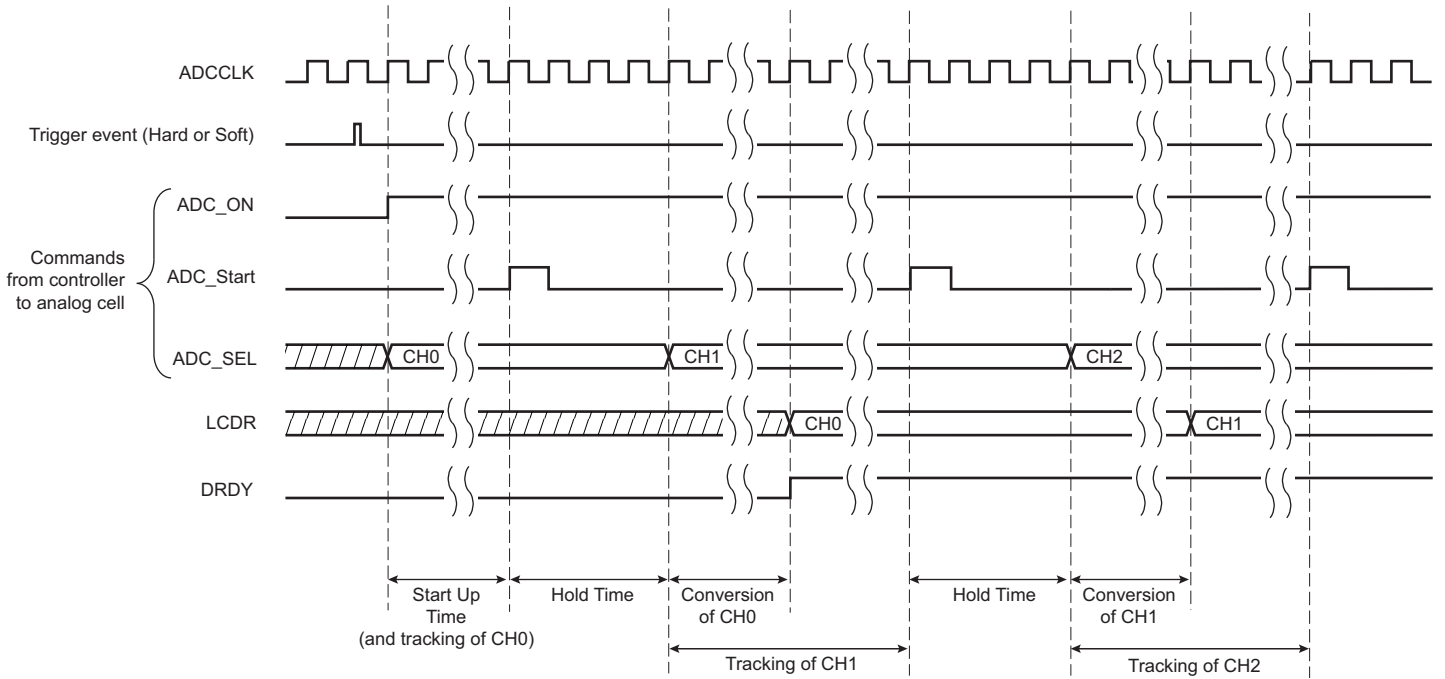 ADCCLK
Trigger event (Hard or Soft)
ADC_ON
Commands
from controller
to analog cell
ADC_Start
ADC_SEL
CH0
CH1
CH2
LCDR
CH0
CH1
DRDY
Start Up
Time
(and tracking of CH0)
Hold Time
Conversion
of CH0
Hold Time
Conversion
of CH1
Tracking of CH1
Tracking of CH2